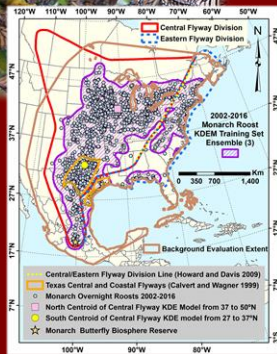 120°W 110°W 100°W 90°W 80°W 70°W 60°W 50°W
Central Flyway Division
Eastern Flyway Division
47°N
37°N
27°N
17°N
7°N
N
2002-2016
Monarch Roost
KDEM Training Set
Ensemble (3)
0 350 700 1,400
Km
Background Evaluation Extent
Central/Eastern Flyway Division Line (Howard and Davis 2009)
Texas Central and Coastal Flyways (Calvert and Wagner 1999)
Monarch Overnight Roosts 2002-2016
North Centroid of Central Flyway KDE Model from 37 to 50°N
South Centroid of Central Flyway KDE model from 27 to 37°N
Monarch Butterfly Biosphere Reserve
100°W 90°W 80°W